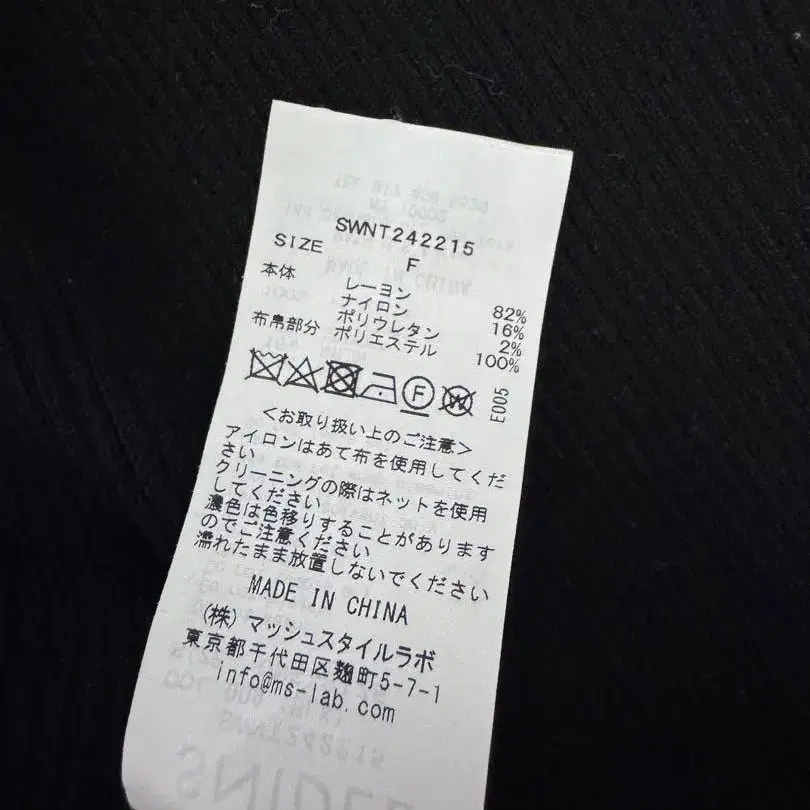 SWNT242215
SIZE F
本体 レーヨン 82%
ナイロン 16%
ポリウレタン 2%
布帛部分 ポリエステル 100%
F W E005
<お取り扱い上のご注意>
アイロンはあて布を使用してくだ
さい
クリーニングの際はネットを使用
してください
濃色は色移りすることがあります
のでご注意ください
濡れたまま放置しないでください
MADE IN CHINA
(株) マッシュスタイルラボ
東京都千代田区麹町5-7-1
info@ms-lab.com